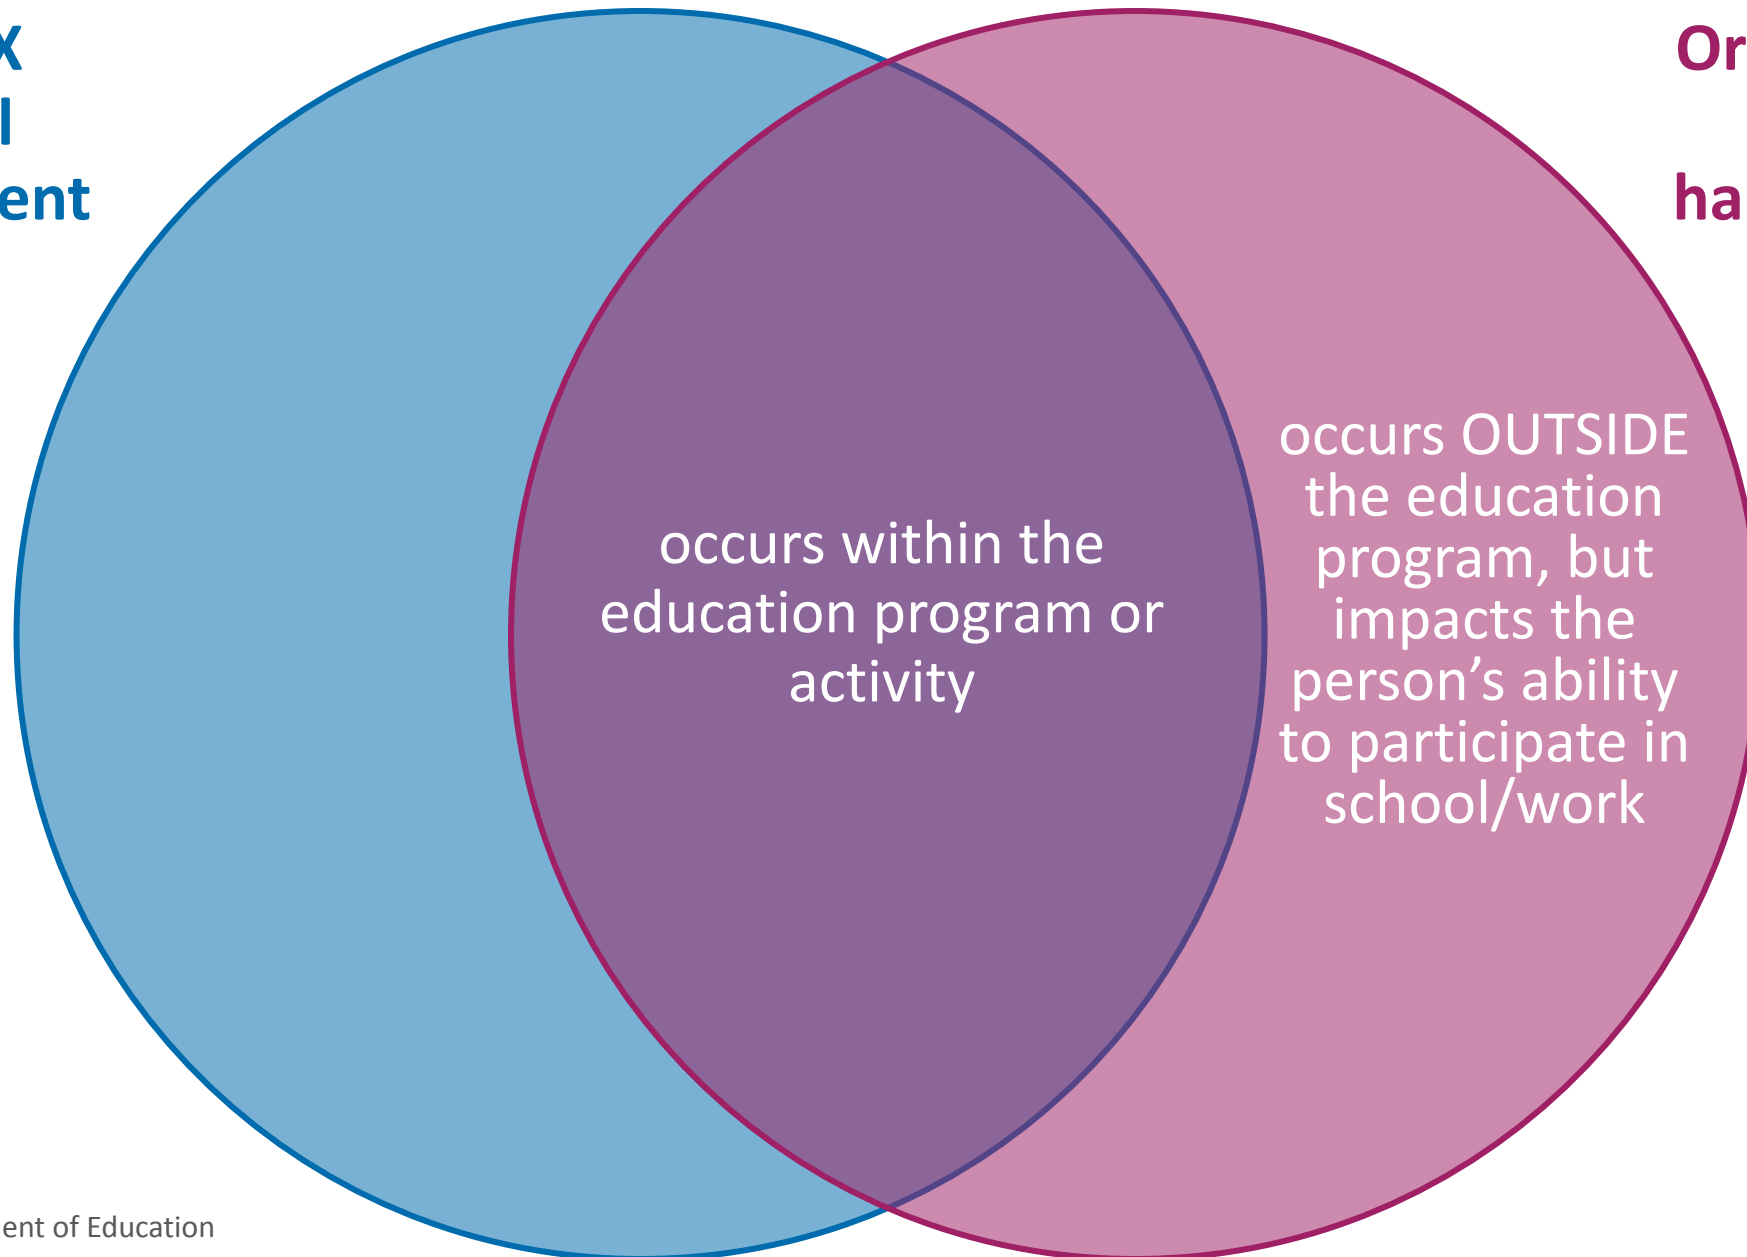 X
l
ent
Or
ha
occurs within the
education program or
activity
occurs OUTSIDE
the education
program, but
impacts the
person’s ability
to participate in
school/work
ent of Education